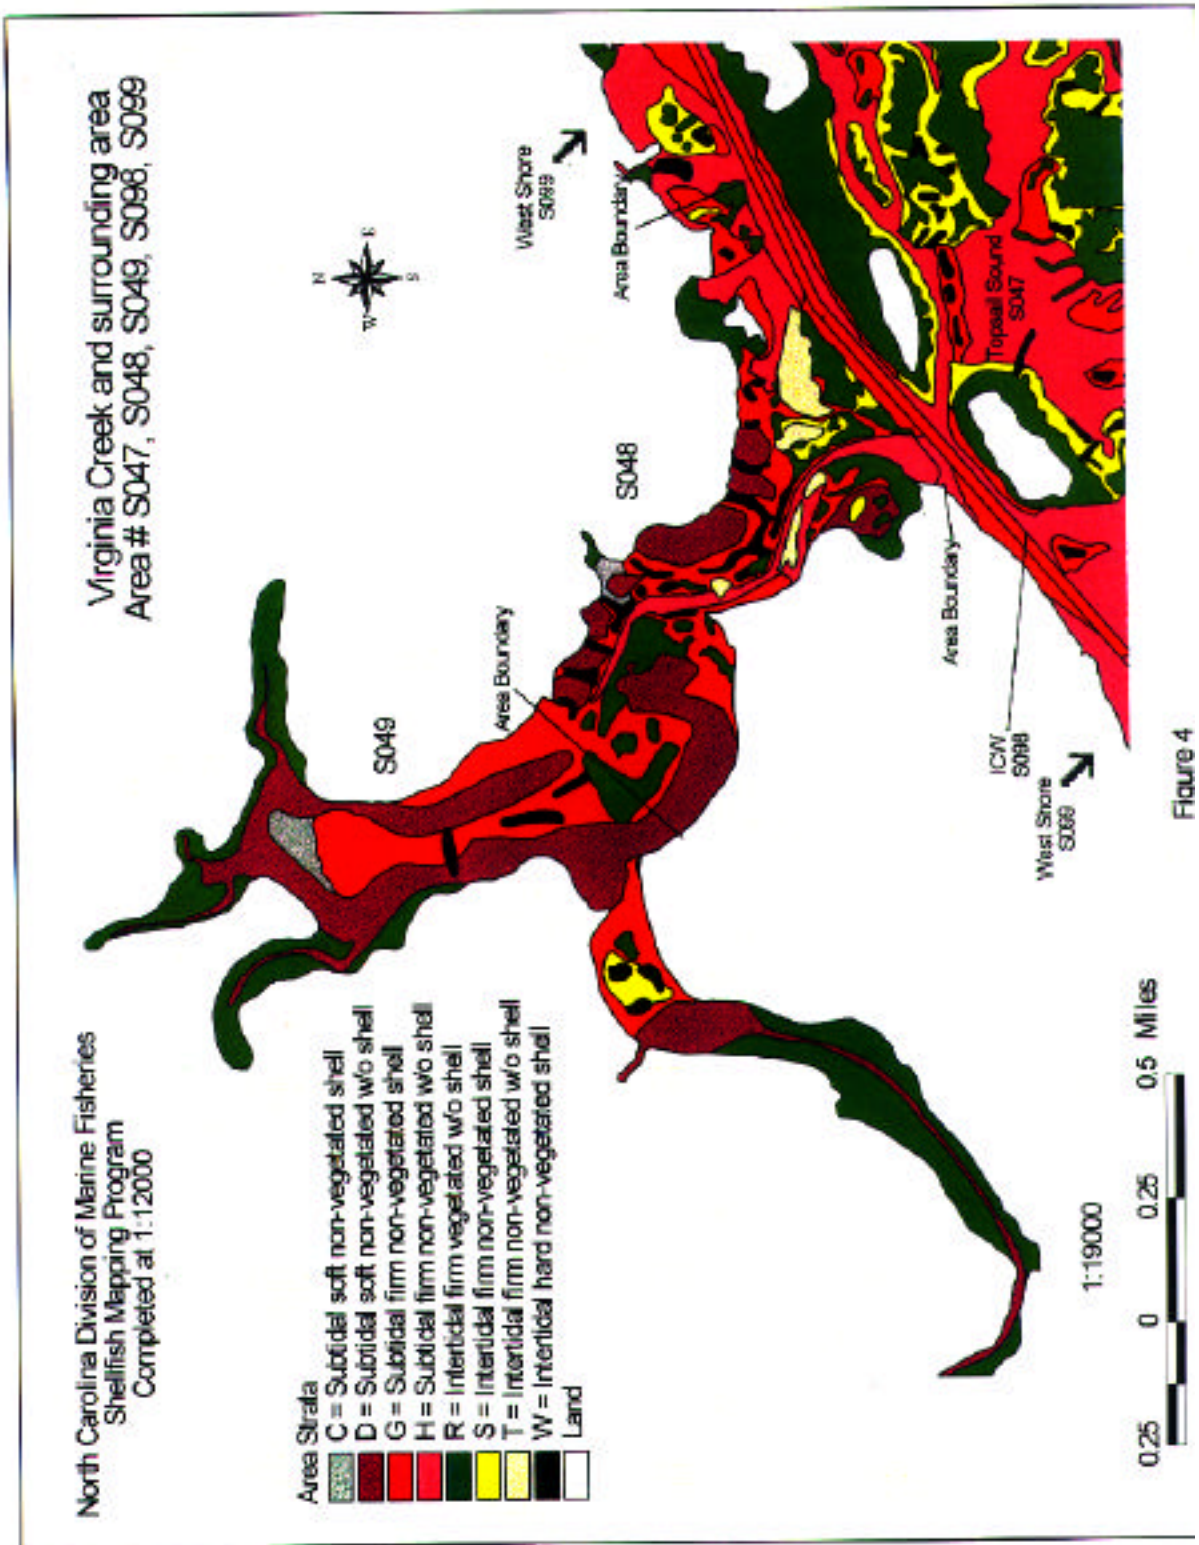 North Carolina Division of Marine Fisheries
Shellfish Mapping Program
Completed at 1:12000
Virginia Creek and surrounding area
Area # S047, S048, S049, S098, S099
Area Strata
C = Subtidal soft non-vegetated shell
D = Subtidal soft non-vegetated w/o shell
G = Subtidal firm non-vegetated shell
H = Subtidal firm non-vegetated w/o shell
R = Intertidal firm vegetated w/o shell
S = Intertidal firm non-vegetated shell
T = Intertidal firm non-vegetated w/o shell
W = Intertidal hard non-vegetated shell
Land
N
W
S
S049
Area Boundary
S048
West Shore
S099
Area Boundary
Topsail Sound
S047
Area Boundary
ICW
S098
West Shore
S099
1:19000
0.25 0 0.25 0.5 Miles
Figure 4